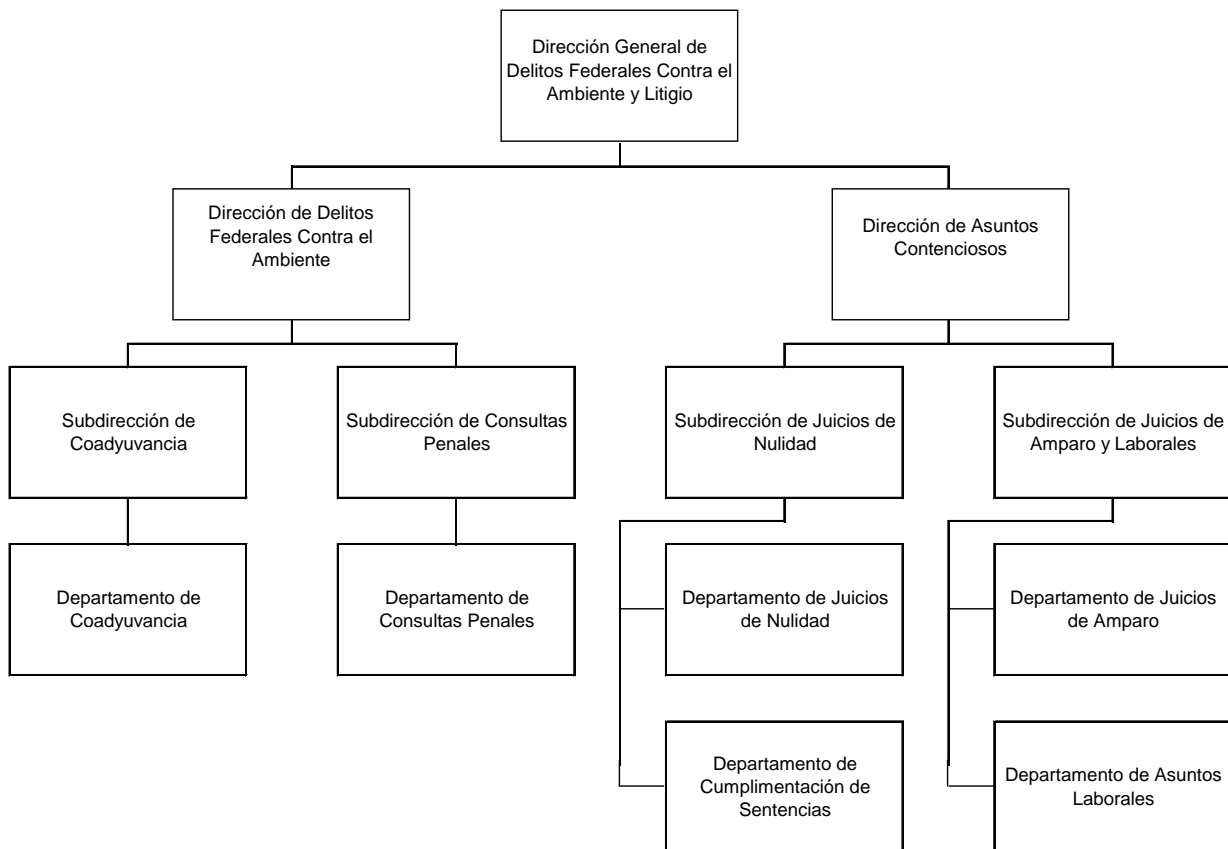 Dirección General de
Delitos Federales Contra el
Ambiente y Litigio
Dirección de Delitos
Federales Contra el
Ambiente
Dirección de Asuntos
Contenciosos
Subdirección de
Coadyuvancia
Subdirección de Consultas
Penales
Subdirección de Juicios de
Nulidad
Subdirección de Juicios de
Amparo y Laborales
Departamento de
Coadyuvancia
Departamento de
Consultas Penales
Departamento de Juicios
de Nulidad
Departamento de Juicios
de Amparo
Departamento de
Cumplimentación de
Sentencias
Departamento de Asuntos
Laborales